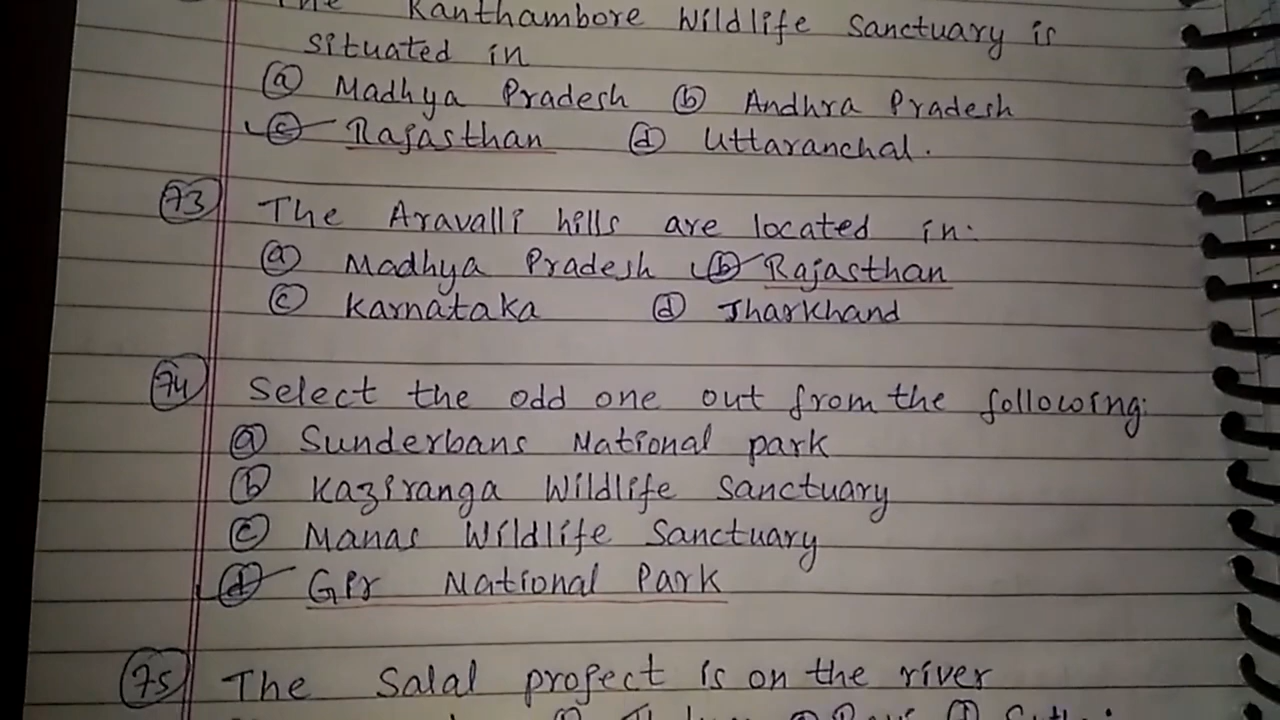 The Ranthambore Wildlife Sanctuary is
situated in
(a) Madhya Pradesh (b) Andhra Pradesh
(c) Rajasthan (d) Uttaranchal.
(73) The Aravalli hills are located in:
(a) Madhya Pradesh (b) Rajasthan
(c) Karnataka (d) Jharkhand
(74) Select the odd one out from the following:
(a) Sunderbans National park
(b) Kaziranga Wildlife Sanctuary
(c) Manas Wildlife Sanctuary
(d) Gir National Park
(75) The Salal project is on the river